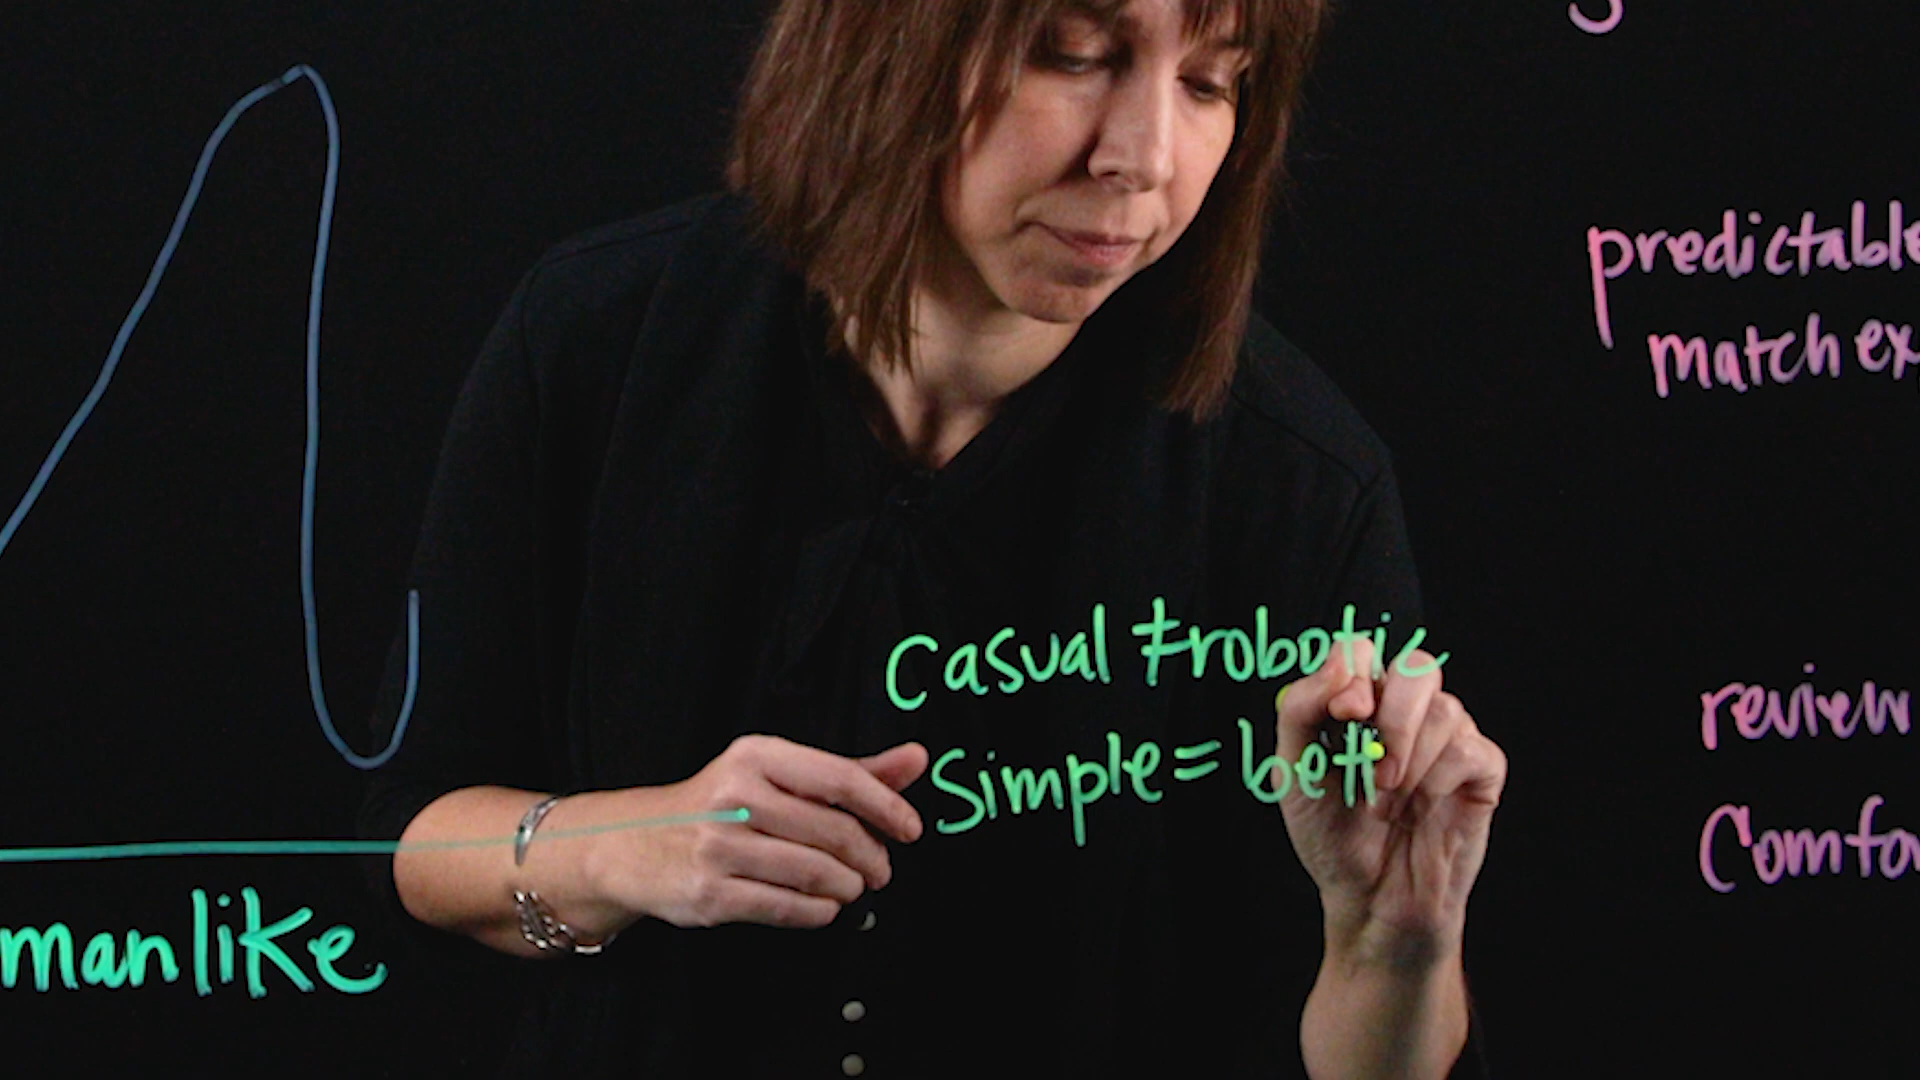 manlike
Casual ≠ robotic
Simple = bett
predictable
match ex
review
Comfo